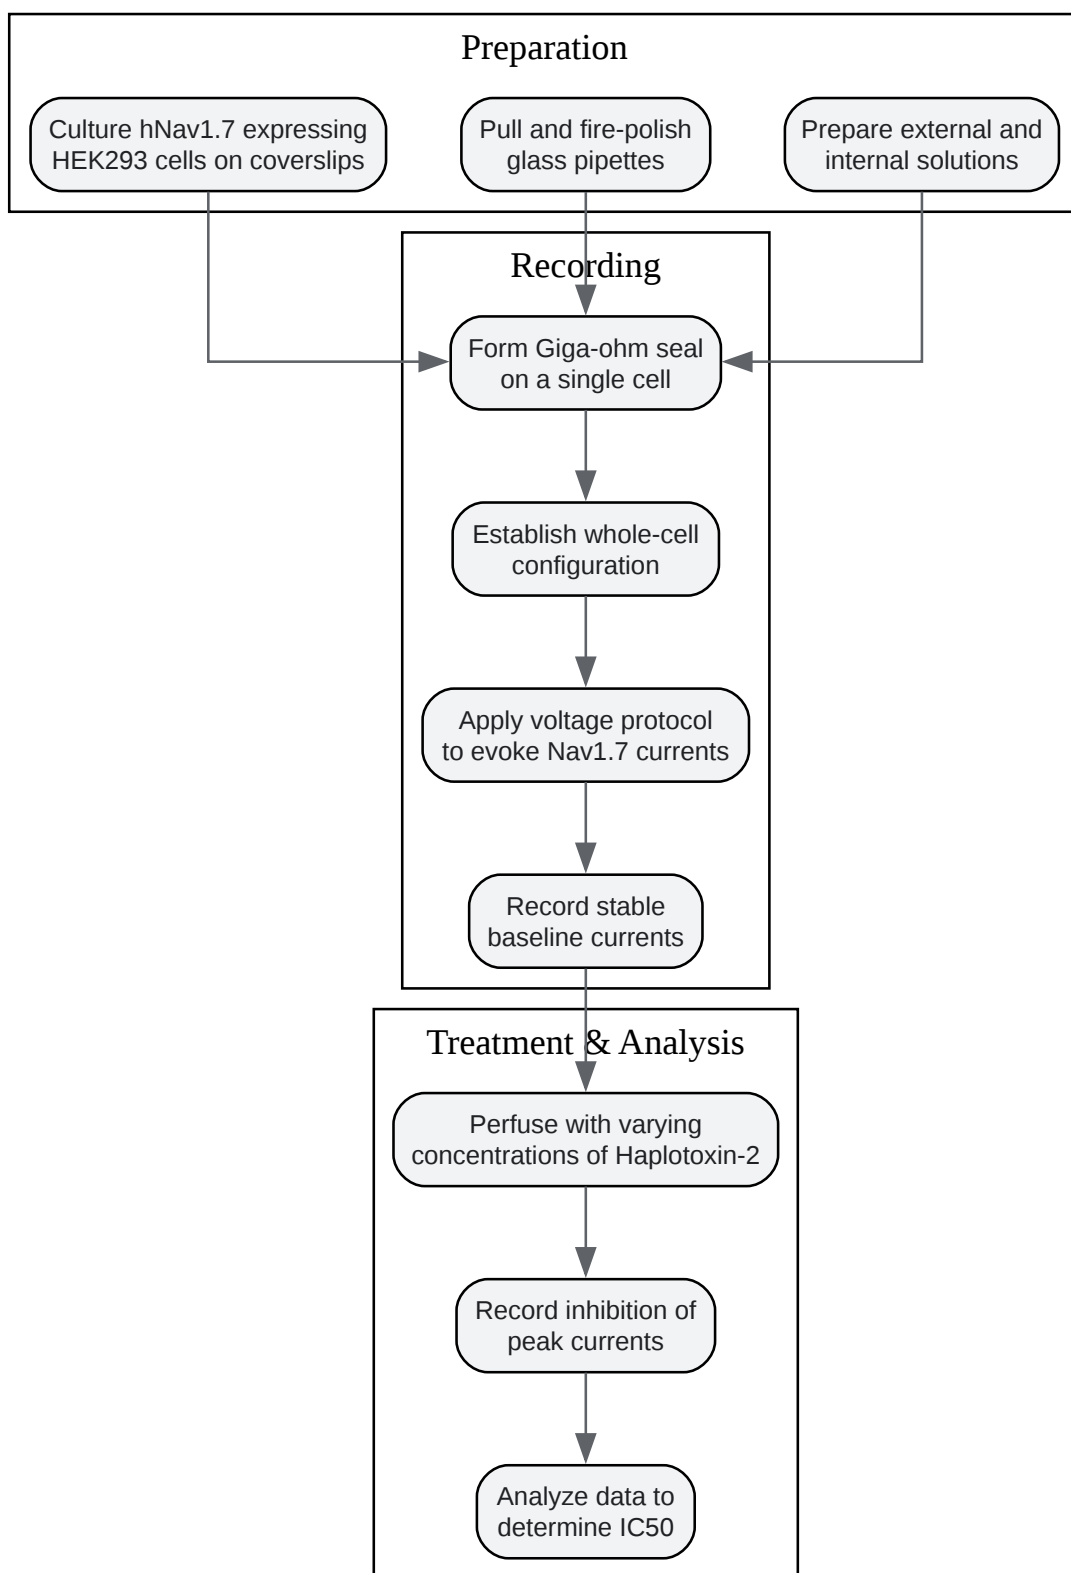 Preparation
Culture hNav1.7 expressing
HEK293 cells on coverslips
Pull and fire-polish
glass pipettes
Prepare external and
internal solutions
Recording
Form Giga-ohm seal
on a single cell
Establish whole-cell
configuration
Apply voltage protocol
to evoke Nav1.7 currents
Record stable
baseline currents
Treatment & Analysis
Perfuse with varying
concentrations of Haplotoxin-2
Record inhibition of
peak currents
Analyze data to
determine IC50